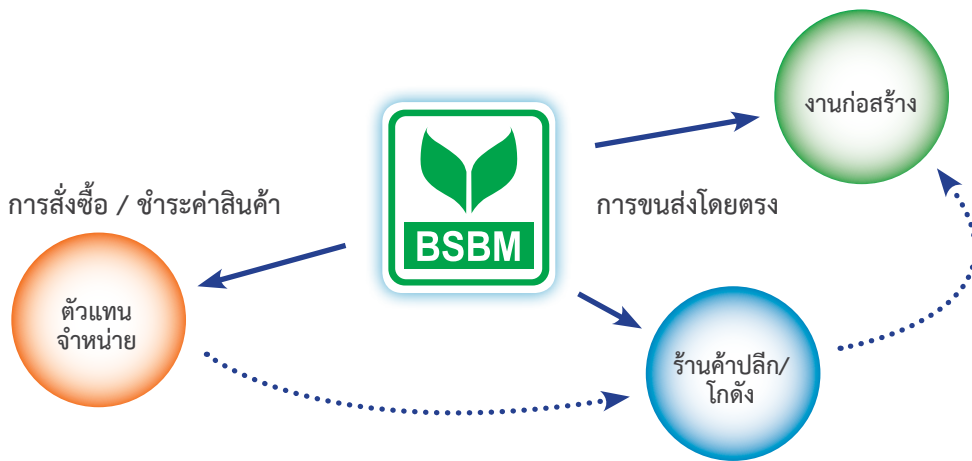 งานก่อสร้าง
การสั่งซื้อ / ชำระค่าสินค้า
การขนส่งโดยตรง
BSBM
ตัวแทน
จำหน่าย
ร้านค้าปลีก/
โกดัง